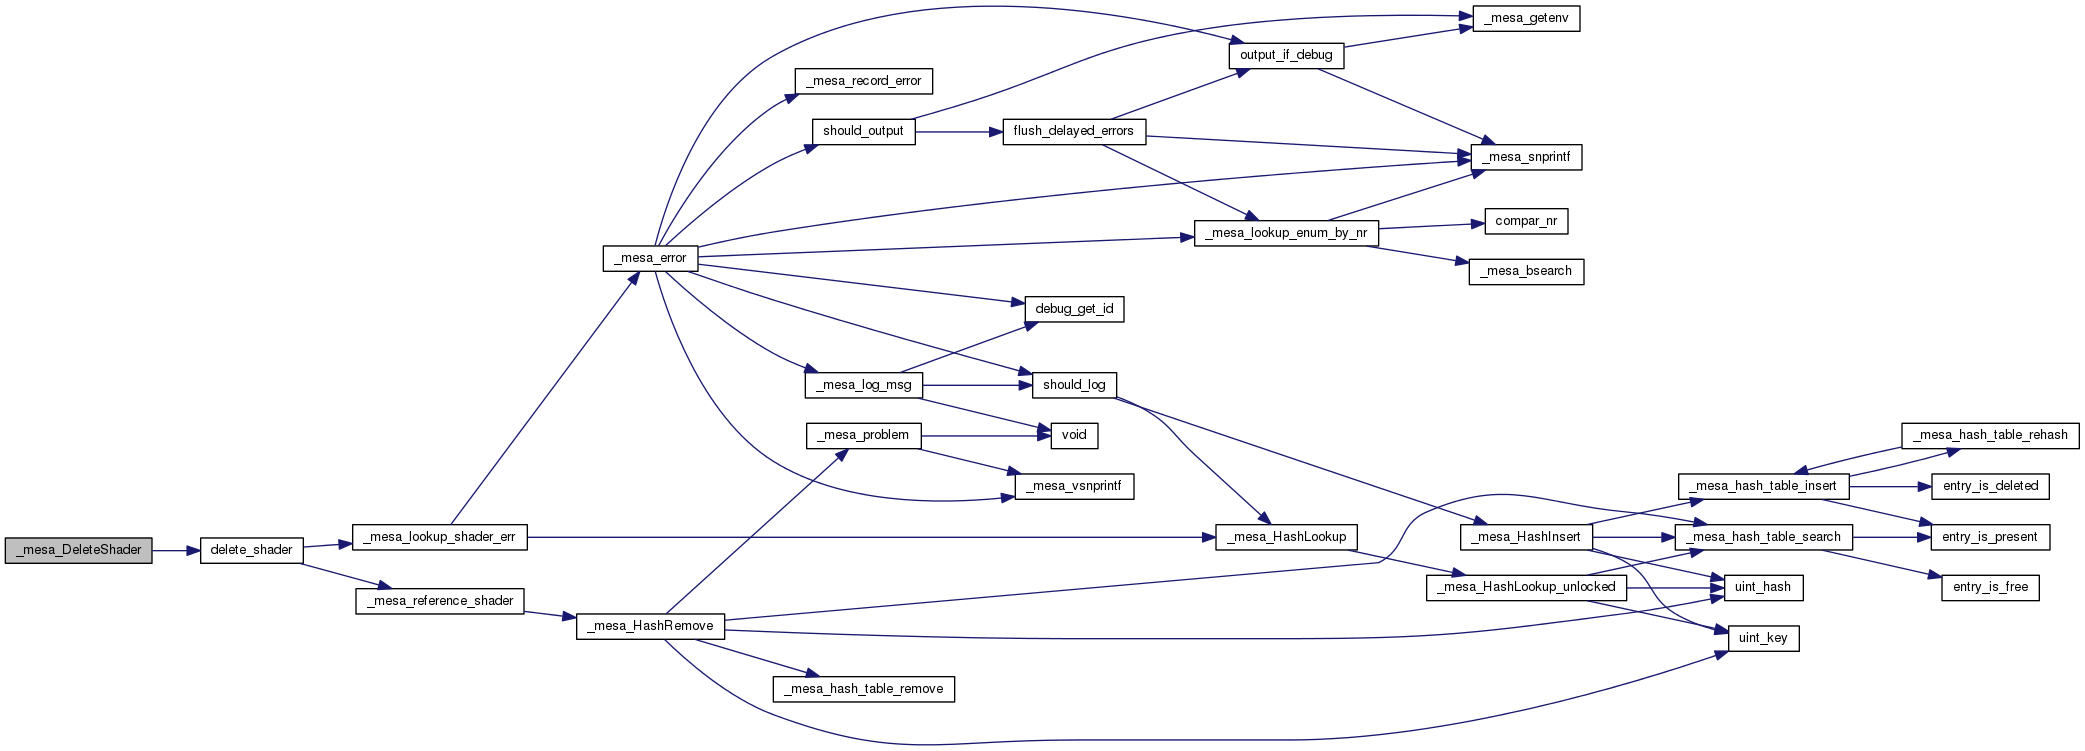 _mesa_getenv
output_if_debug
_mesa_record_error
should_output
flush_delayed_errors
_mesa_snprintf
compar_nr
_mesa_lookup_enum_by_nr
_mesa_error
_mesa_bsearch
debug_get_id
_mesa_log_msg
should_log
_mesa_problem
void
_mesa_hash_table_rehash
_mesa_vsnprintf
_mesa_hash_table_insert
entry_is_deleted
_mesa_DeleteShader
delete_shader
_mesa_lookup_shader_err
_mesa_HashLookup
_mesa_HashInsert
_mesa_hash_table_search
entry_is_present
_mesa_reference_shader
_mesa_HashLookup_unlocked
uint_hash
entry_is_free
_mesa_HashRemove
uint_key
_mesa_hash_table_remove